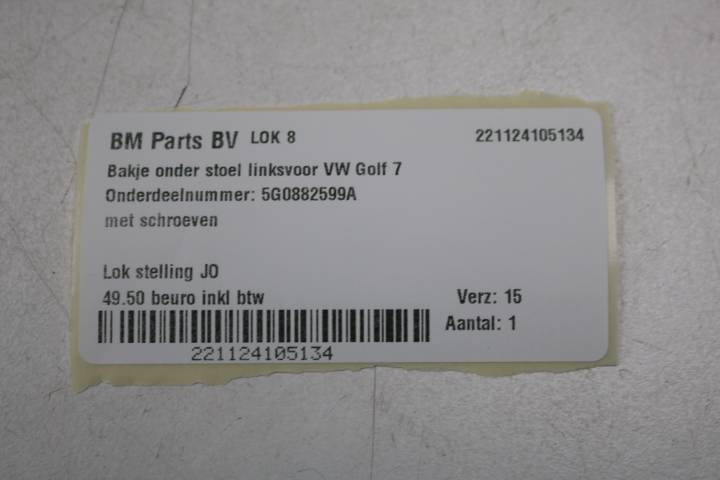 BM Parts BV LOK 8 221124105134
Bakje onder stoel linksvoor VW Golf 7
Onderdeelnummer: 5G0882599A
met schroeven
Lok stelling JO
49.50 beuro inkl btw Verz: 15
Aantal: 1
221124105134